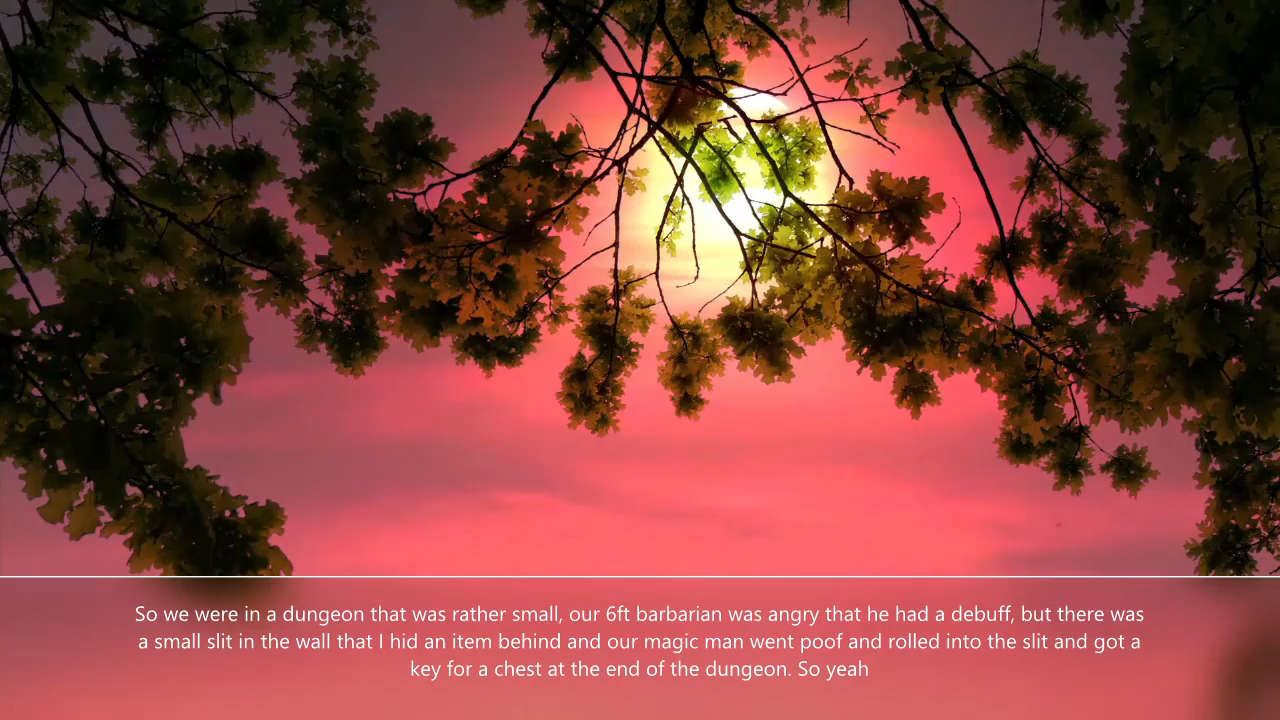 So we were in a dungeon that was rather small, our 6ft barbarian was angry that he had a debuff, but there was
a small slit in the wall that I hid an item behind and our magic man went poof and rolled into the slit and got a
key for a chest at the end of the dungeon. So yeah